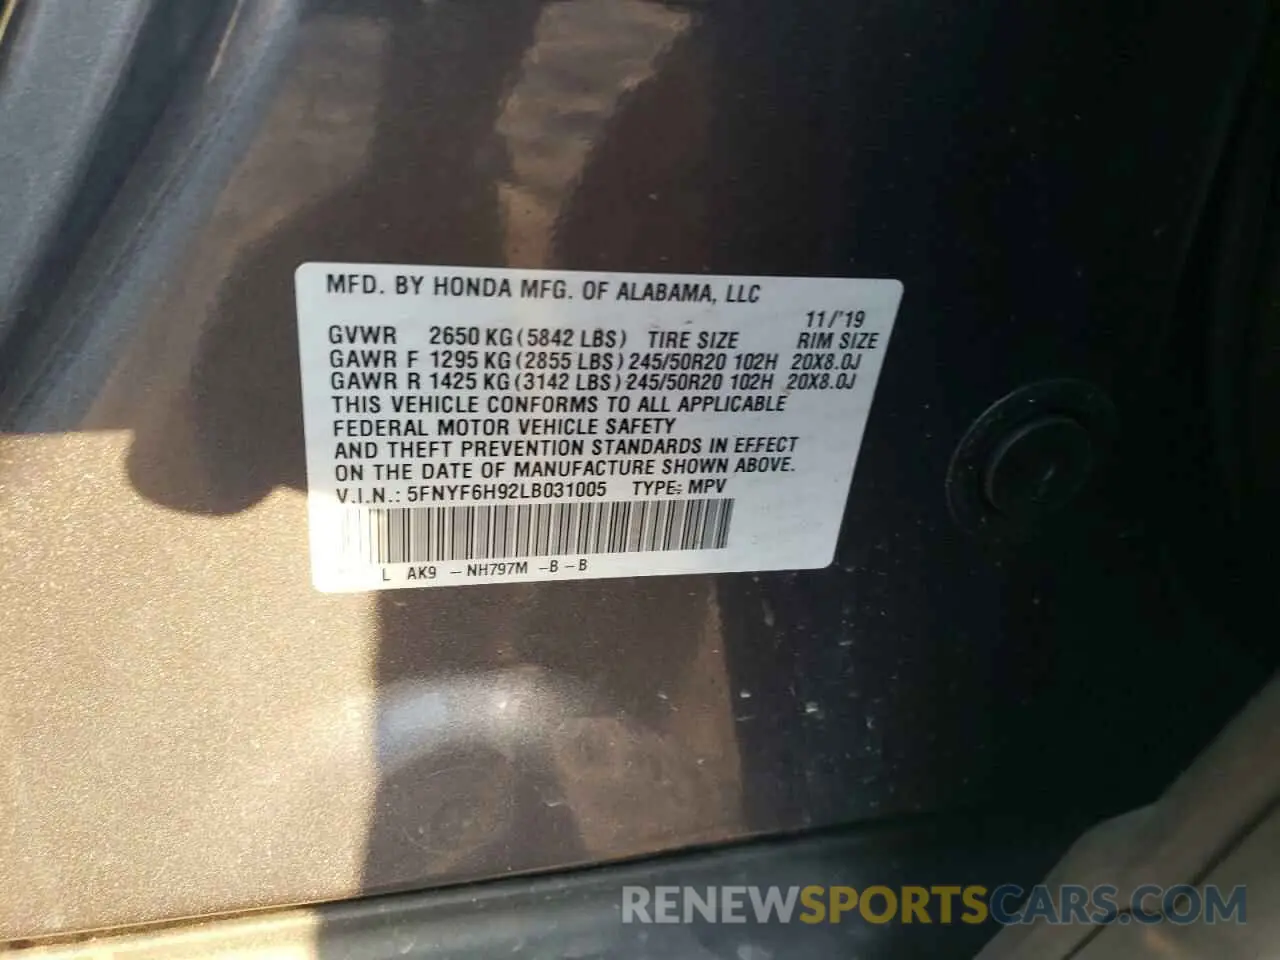 MFD. BY HONDA MFG. OF ALABAMA, LLC
11/'19
GVWR 2650 KG (5842 LBS) TIRE SIZE RIM SIZE
GAWR F 1295 KG (2855 LBS) 245/50R20 102H 20X8.0J
GAWR R 1425 KG (3142 LBS) 245/50R20 102H 20X8.0J
THIS VEHICLE CONFORMS TO ALL APPLICABLE
FEDERAL MOTOR VEHICLE SAFETY
AND THEFT PREVENTION STANDARDS IN EFFECT
ON THE DATE OF MANUFACTURE SHOWN ABOVE.
V.I.N.: 5FNYF6H92LB031005 TYPE: MPV
L AK9 - NH797M - B - B
RENEWSPORTSCARS.COM